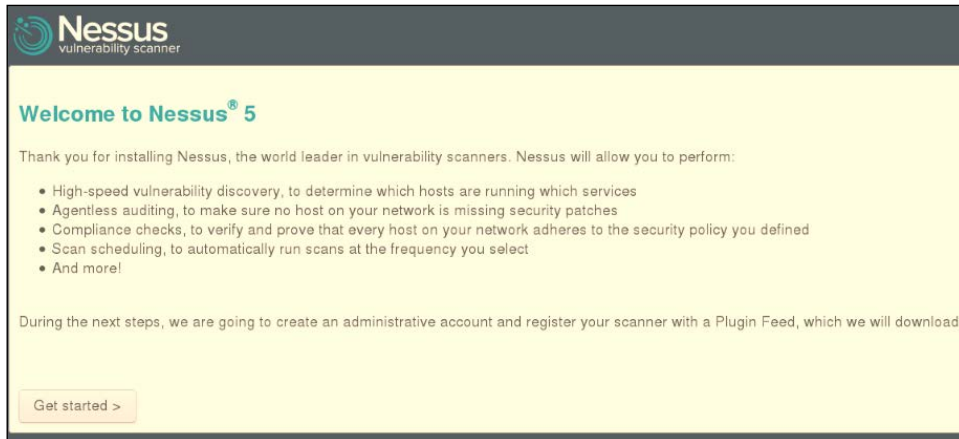 Nessus
vulnerability scanner
Welcome to Nessus® 5
Thank you for installing Nessus, the world leader in vulnerability scanners. Nessus will allow you to perform:
• High-speed vulnerability discovery, to determine which hosts are running which services
• Agentless auditing, to make sure no host on your network is missing security patches
• Compliance checks, to verify and prove that every host on your network adheres to the security policy you defined
• Scan scheduling, to automatically run scans at the frequency you select
• And more!
During the next steps, we are going to create an administrative account and register your scanner with a Plugin Feed, which we will download
Get started >